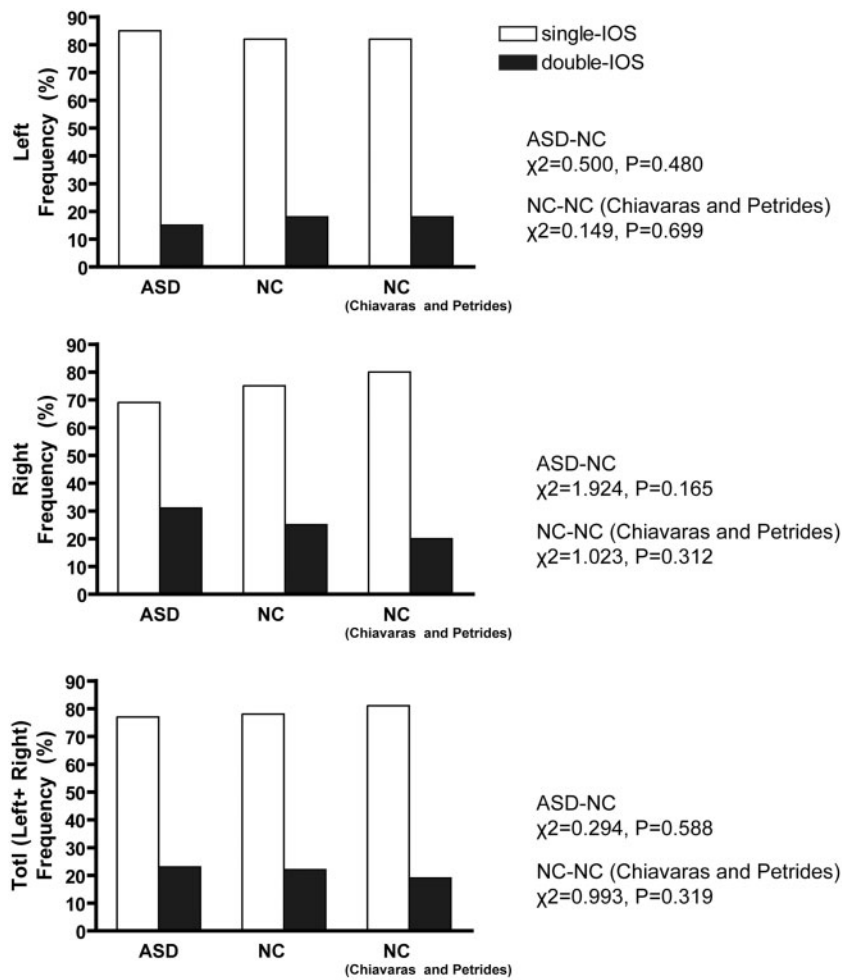 single-IOS
double-IOS
Left
Frequency (%)
90
80
70
60
50
40
30
20
10
0
ASD
NC
NC
(Chiavaras and Petrides)
ASD-NC
χ2=0.500, P=0.480
NC-NC (Chiavaras and Petrides)
χ2=0.149, P=0.699
Right
Frequency (%)
90
80
70
60
50
40
30
20
10
0
ASD
NC
NC
(Chiavaras and Petrides)
ASD-NC
χ2=1.924, P=0.165
NC-NC (Chiavaras and Petrides)
χ2=1.023, P=0.312
Totl (Left+ Right)
Frequency (%)
90
80
70
60
50
40
30
20
10
0
ASD
NC
NC
(Chiavaras and Petrides)
ASD-NC
χ2=0.294, P=0.588
NC-NC (Chiavaras and Petrides)
χ2=0.993, P=0.319